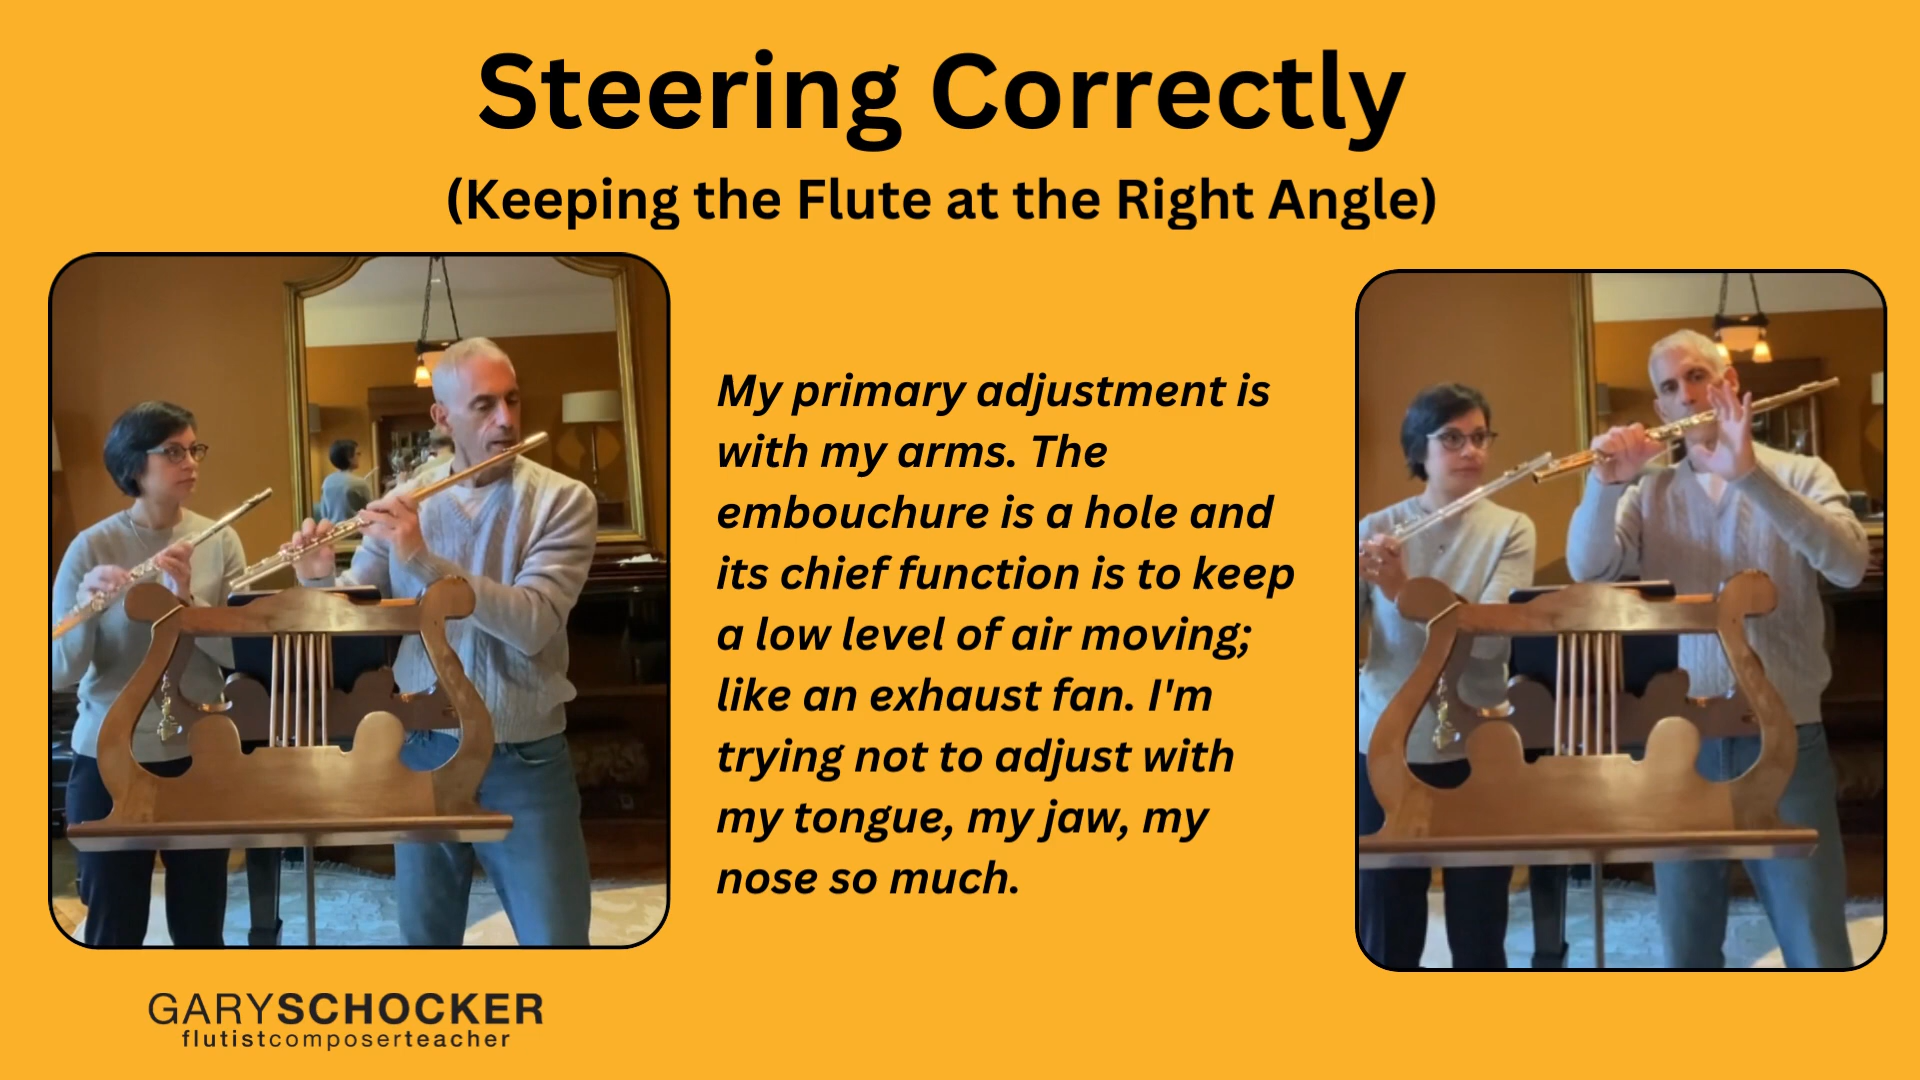 Steering Correctly
(Keeping the Flute at the Right Angle)
My primary adjustment is
with my arms. The
embouchure is a hole and
its chief function is to keep
a low level of air moving;
like an exhaust fan. I'm
trying not to adjust with
my tongue, my jaw, my
nose so much.
GARYSCHOCKER
flutistcomposerteacher